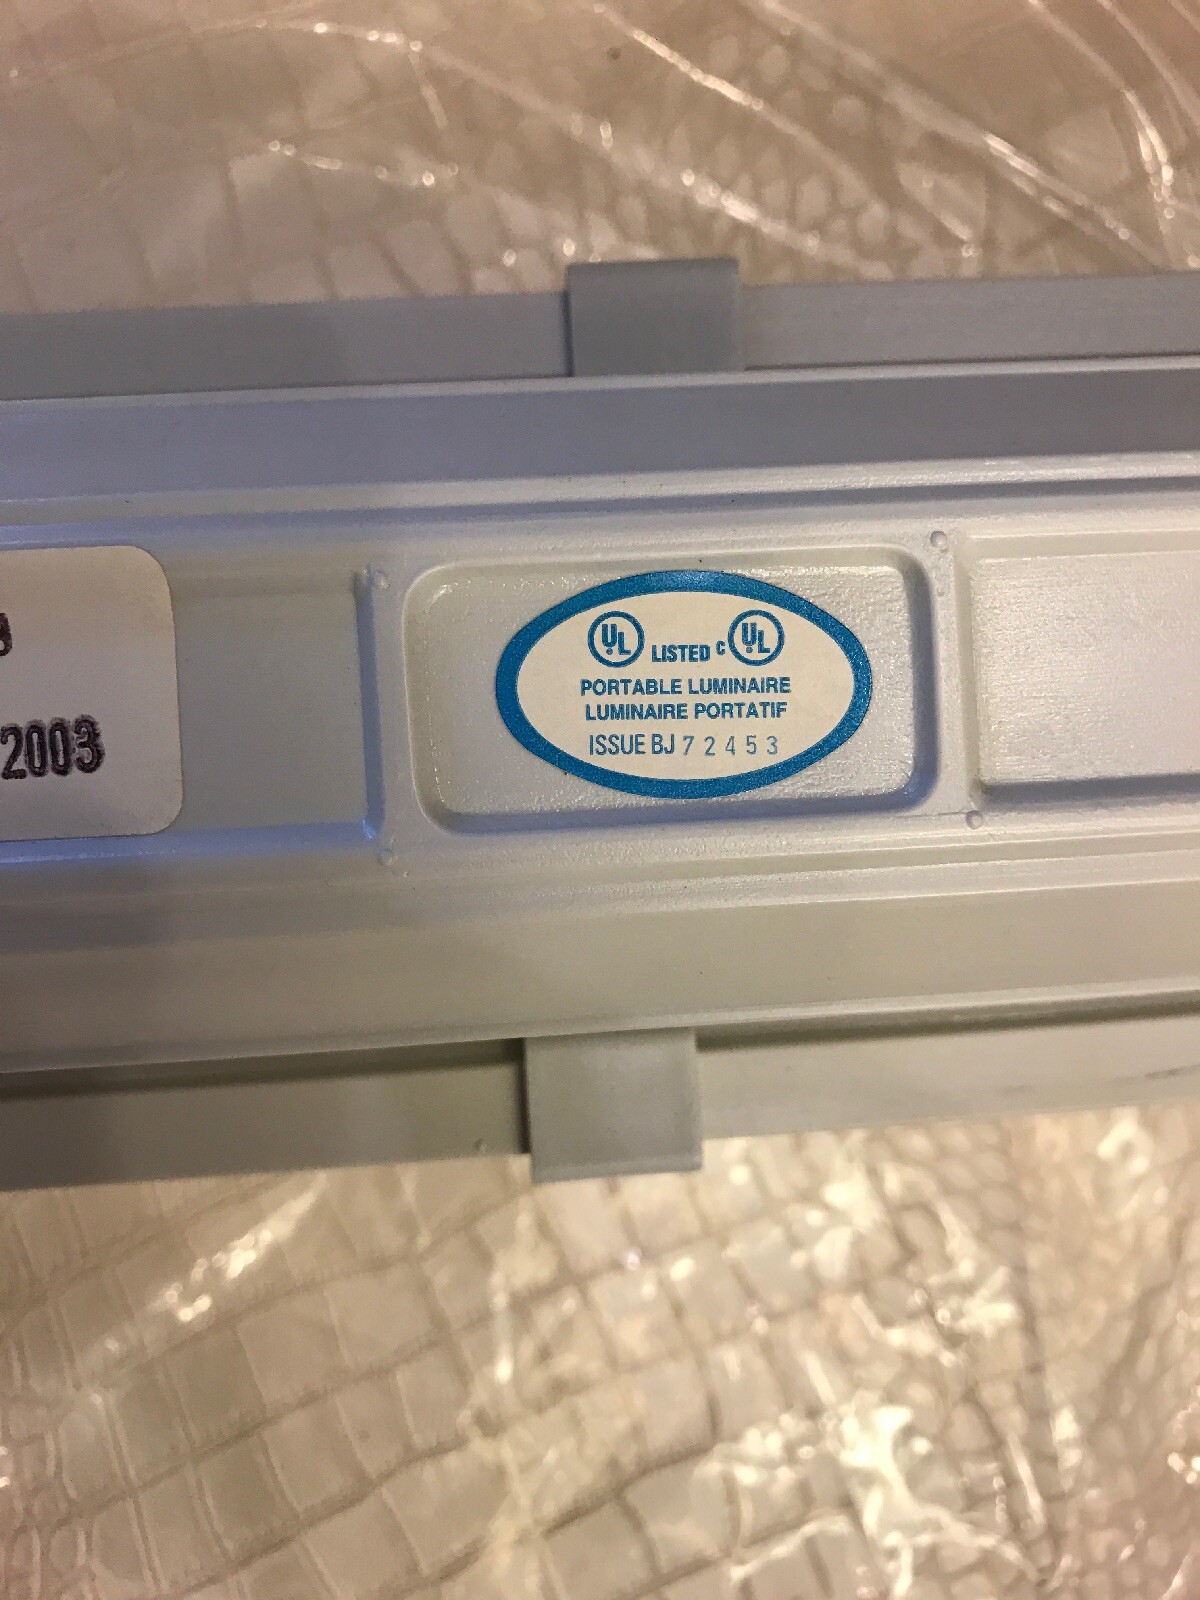 2003
UL LISTED c UL
PORTABLE LUMINAIRE
LUMINAIRE PORTATIF
ISSUE BJ 72453